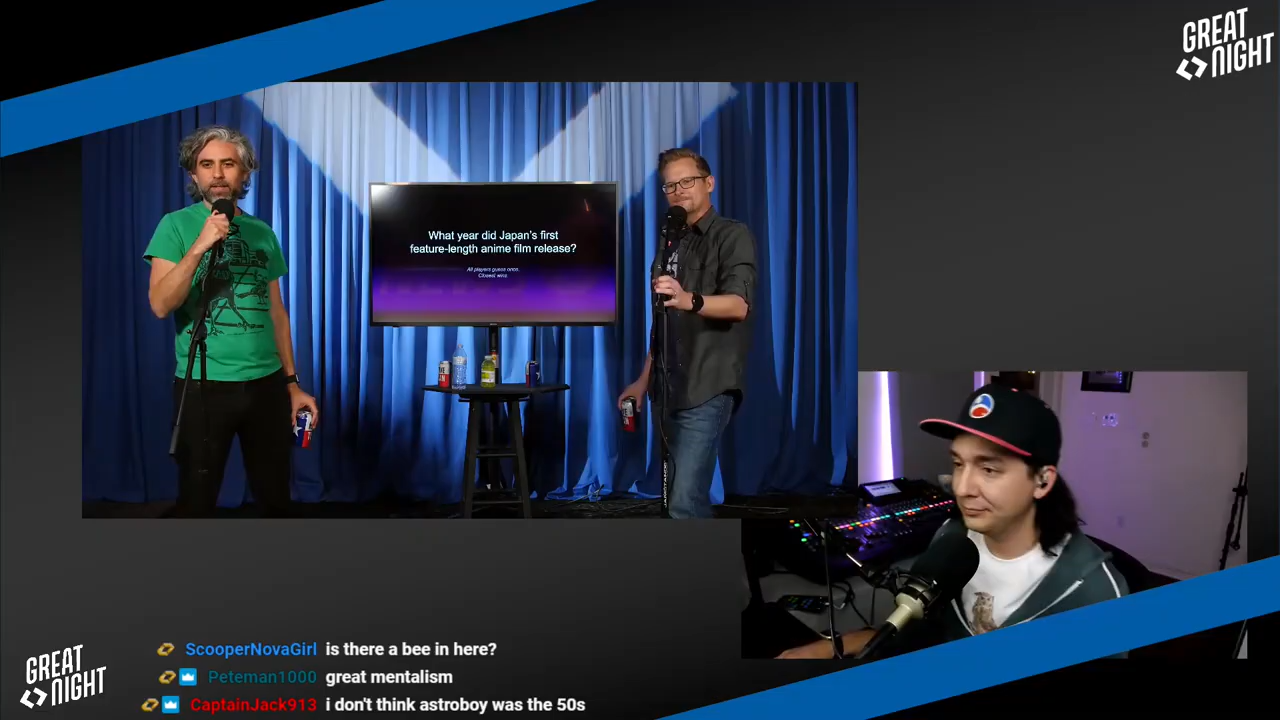 GREAT
NIGHT
What year did Japan's first
feature-length anime film release?
All players guess once.
Closest wins.
GREAT
NIGHT
ScooperNovaGirl is there a bee in here?
Peteman1000 great mentalism
CaptainJack913 i don't think astroboy was the 50s